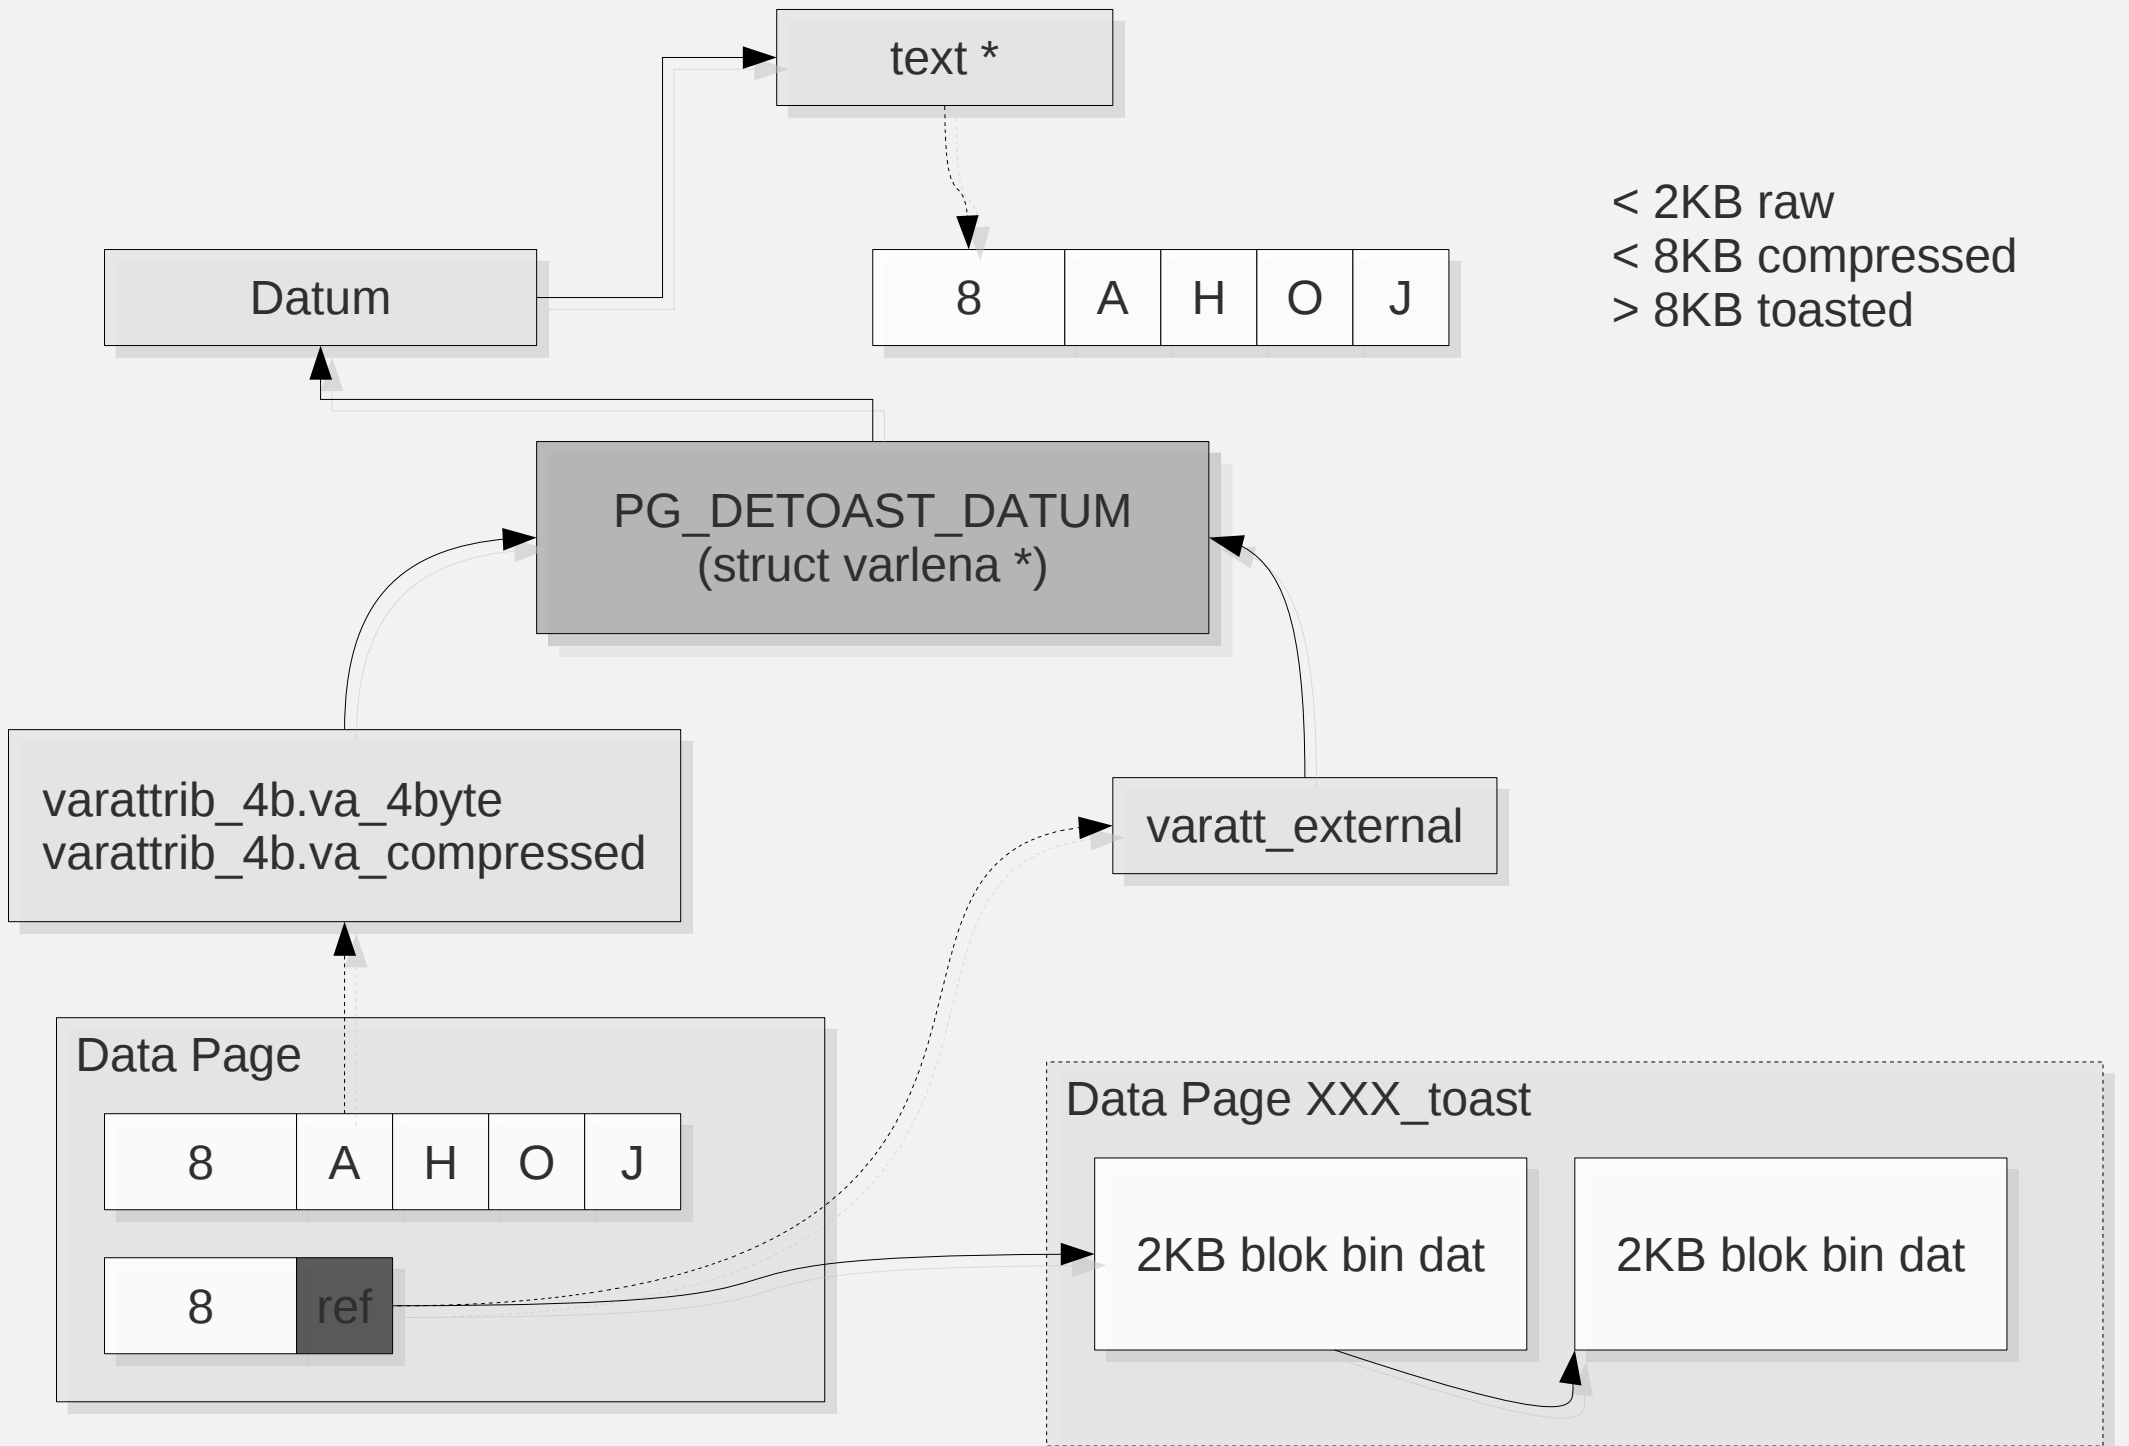 text *
< 2KB raw
< 8KB compressed
> 8KB toasted
Datum
8 A H O J
PG_DETOAST_DATUM
(struct varlena *)
varattrib_4b.va_4byte
varattrib_4b.va_compressed
varatt_external
Data Page
8 A H O J
8 ref
Data Page XXX_toast
2KB blok bin dat
2KB blok bin dat